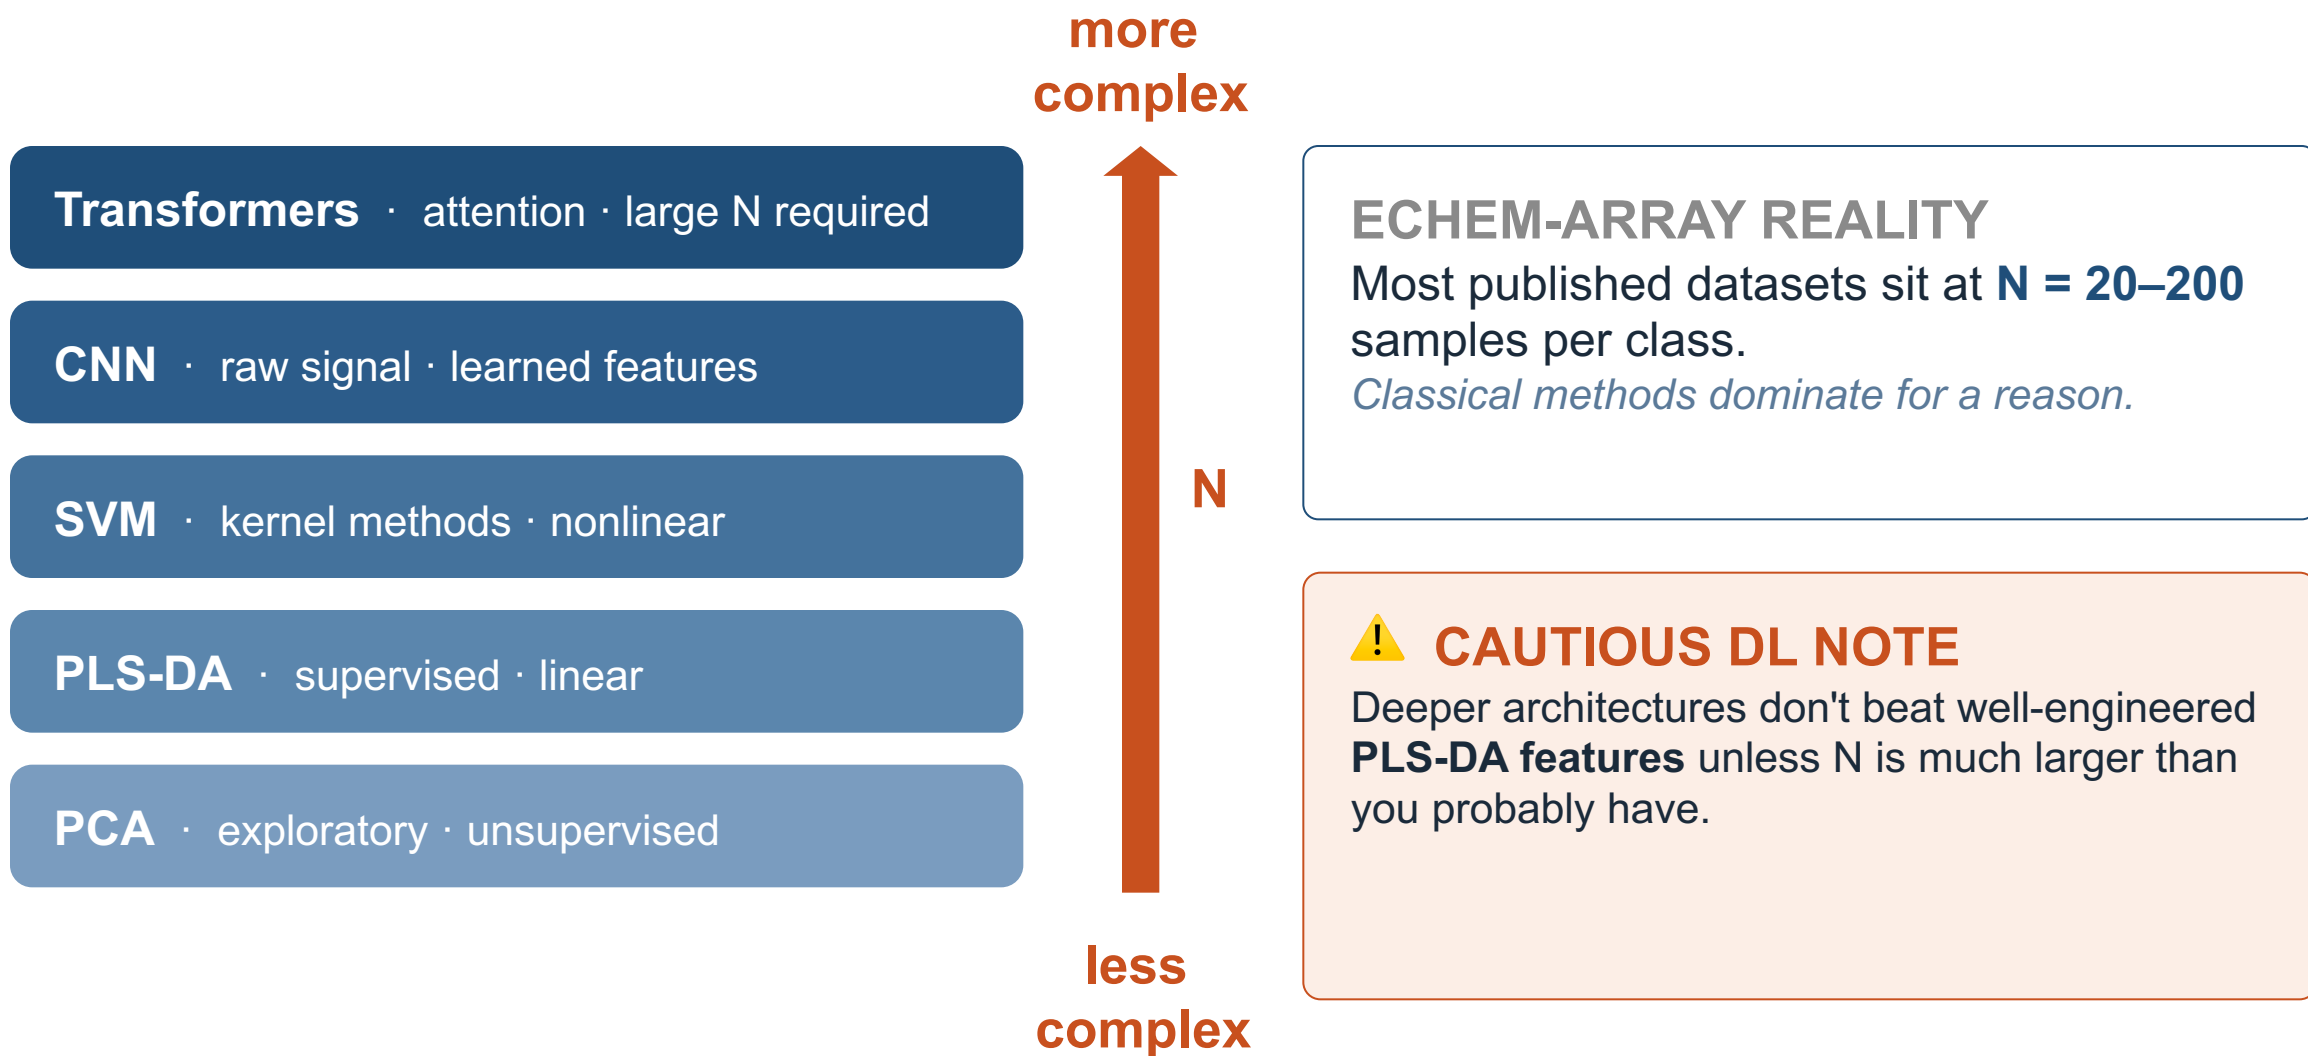 more
complex
Transformers · attention · large N required
CNN · raw signal · learned features
SVM · kernel methods · nonlinear
PLS-DA · supervised · linear
PCA · exploratory · unsupervised
N
less
complex
ECHEM-ARRAY REALITY
Most published datasets sit at N = 20–200
samples per class.
Classical methods dominate for a reason.
⚠️ CAUTIOUS DL NOTE
Deeper architectures don't beat well-engineered
PLS-DA features unless N is much larger than
you probably have.